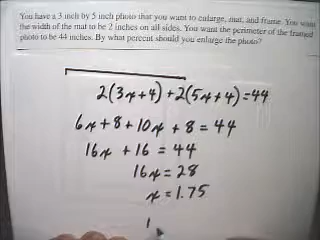 You have a 3 inch by 5 inch photo that you want to enlarge, mat, and frame. You want
the width of the mat to be 2 inches on all sides. You want the perimeter of the framed
photo to be 44 inches. By what percent should you enlarge the photo?
2(3x+4)+2(5x+4)=44
6x+8+10x+8=44
16x+16=44
16x=28
x=1.75
1